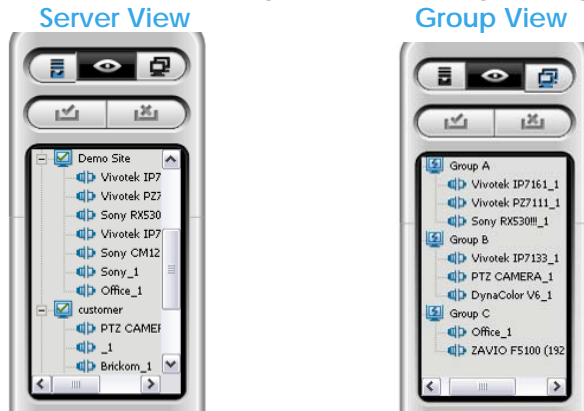 Server View
Demo Site
Vivotek IP7
Vivotek PZ7
Sony RX530
Vivotek IP7
Sony CM12
Sony_1
Office_1
customer
PTZ CAMER
_1
Brickom_1
Group View
Group A
Vivotek IP7161_1
Vivotek PZ7111_1
Sony RX530!!!_1
Group B
Vivotek IP7133_1
PTZ CAMERA_1
DynaColor V6_1
Group C
Office_1
ZAVIO F5100 (192